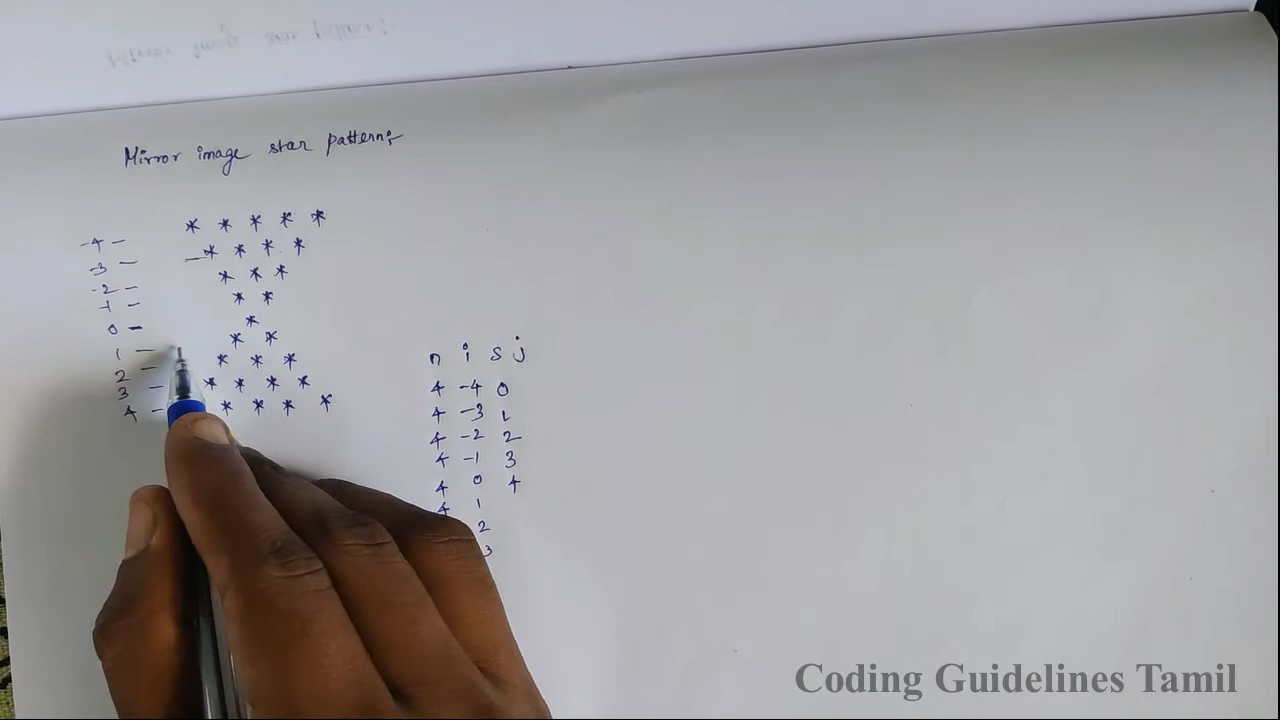 Mirror image star pattern:
* * * * *
-4 -
-* * * *
-3 -
* * *
-2 -
* *
-1 -
*
0 -
* *
1 -
* * *
2 -
* * * *
3 -
* * * *
4 -
n i s j
4 -4 0
4 -3 1
4 -2 2
4 -1 3
4 0 4
4 1
2
3
Coding Guidelines Tamil